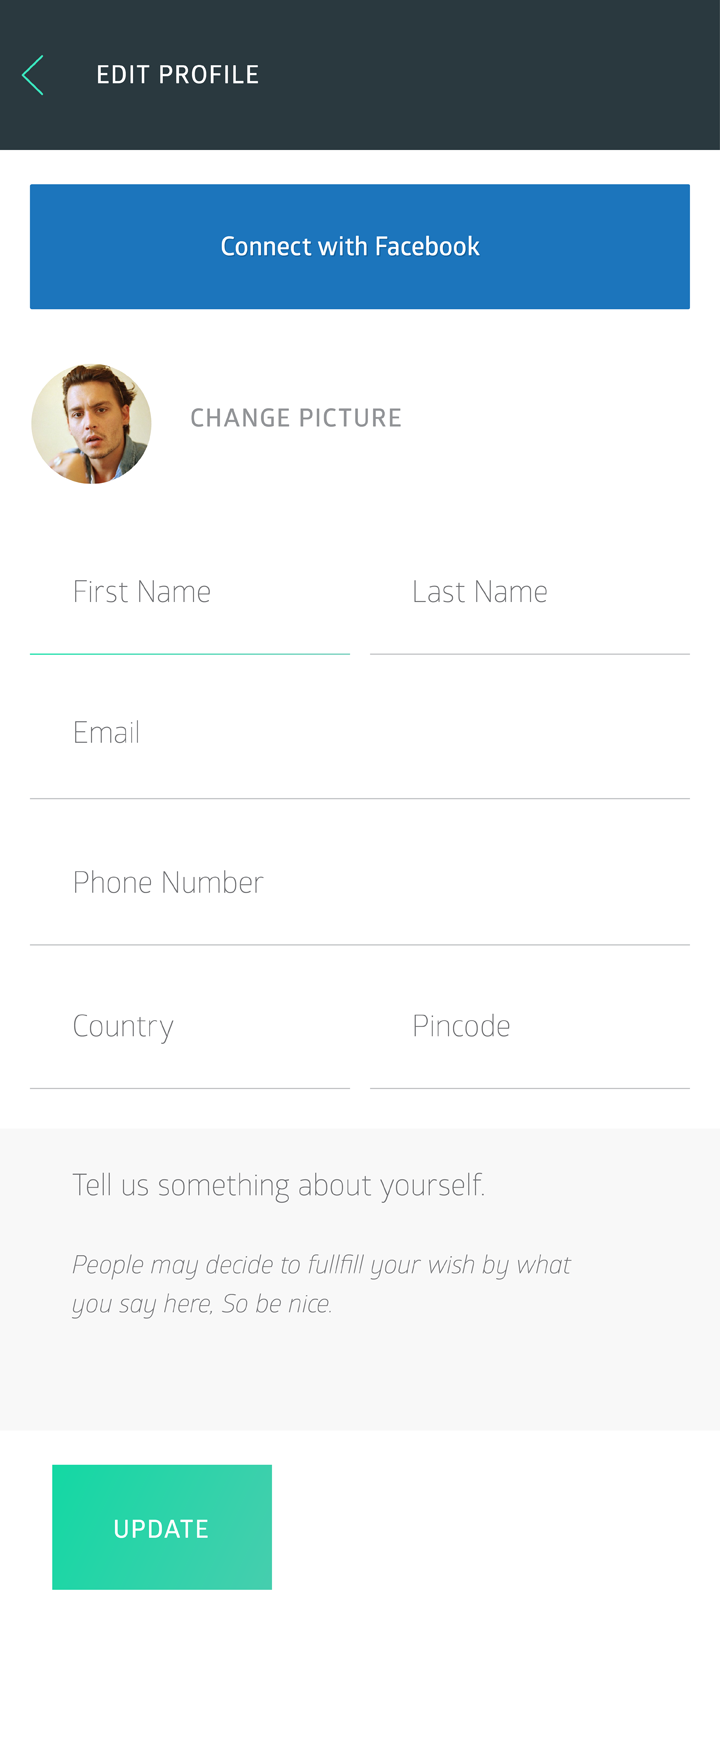 EDIT PROFILE
Connect with Facebook
CHANGE PICTURE
First Name
Last Name
Email
Phone Number
Country
Pincode
Tell us something about yourself.
People may decide to fullfill your wish by what
you say here, So be nice.
UPDATE